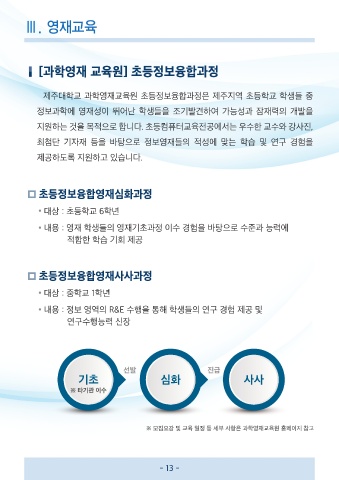 Ⅲ. 영재교육
[과학영재 교육원] 초등정보융합과정
제주대학교 과학영재교육원 초등정보융합과정은 제주지역 초등학교 학생들 중
정보과학에 영재성이 뛰어난 학생들을 조기발견하여 가능성과 잠재력의 개발을
지원하는 것을 목적으로 합니다. 초등컴퓨터교육전공에서는 우수한 교수와 강사진,
최첨단 기자재 등을 바탕으로 정보영재들의 적성에 맞는 학습 및 연구 경험을
제공하도록 지원하고 있습니다.
□ 초등정보융합영재심화과정
• 대상 : 초등학교 6학년
• 내용 : 영재 학생들의 영재기초과정 이수 경험을 바탕으로 수준과 능력에
적합한 학습 기회 제공
□ 초등정보융합영재사사과정
• 대상 : 중학교 1학년
• 내용 : 정보 영역의 R&E 수행을 통해 학생들의 연구 경험 제공 및
연구수행능력 신장
기초 선발 심화 진급 사사
※ 타기관 이수
※ 모집요강 및 교육 일정 등 세부 사항은 과학영재교육원 홈페이지 참고
- 13 -